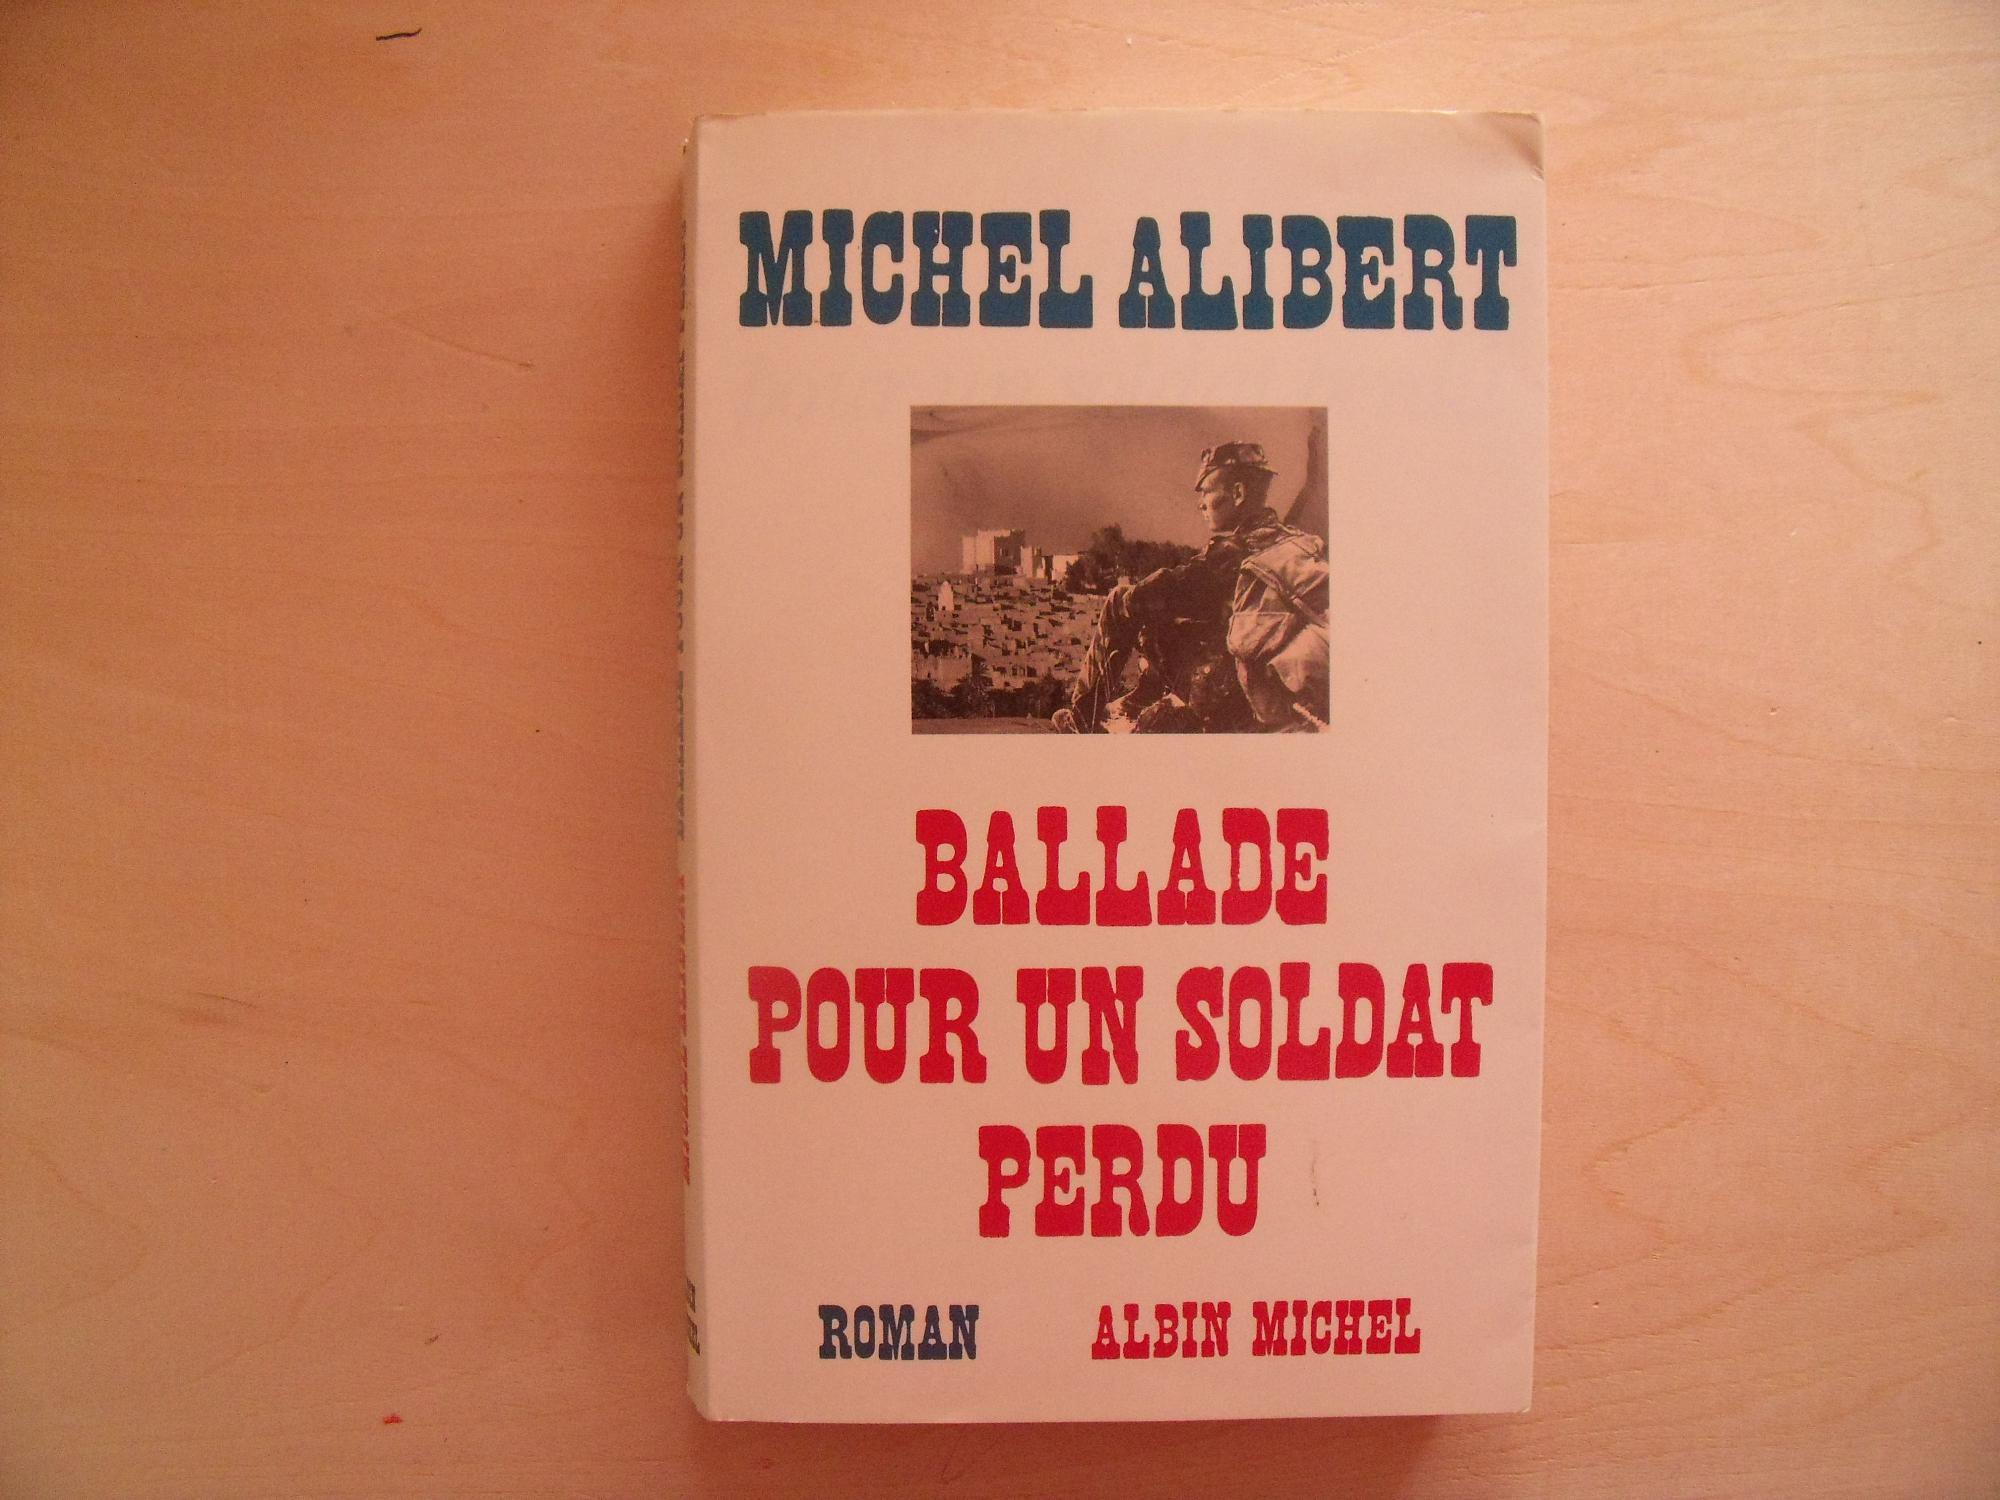 MICHEL ALIBERT
BALLADE
POUR UN SOLDAT
PERDU
ROMAN ALBIN MICHEL